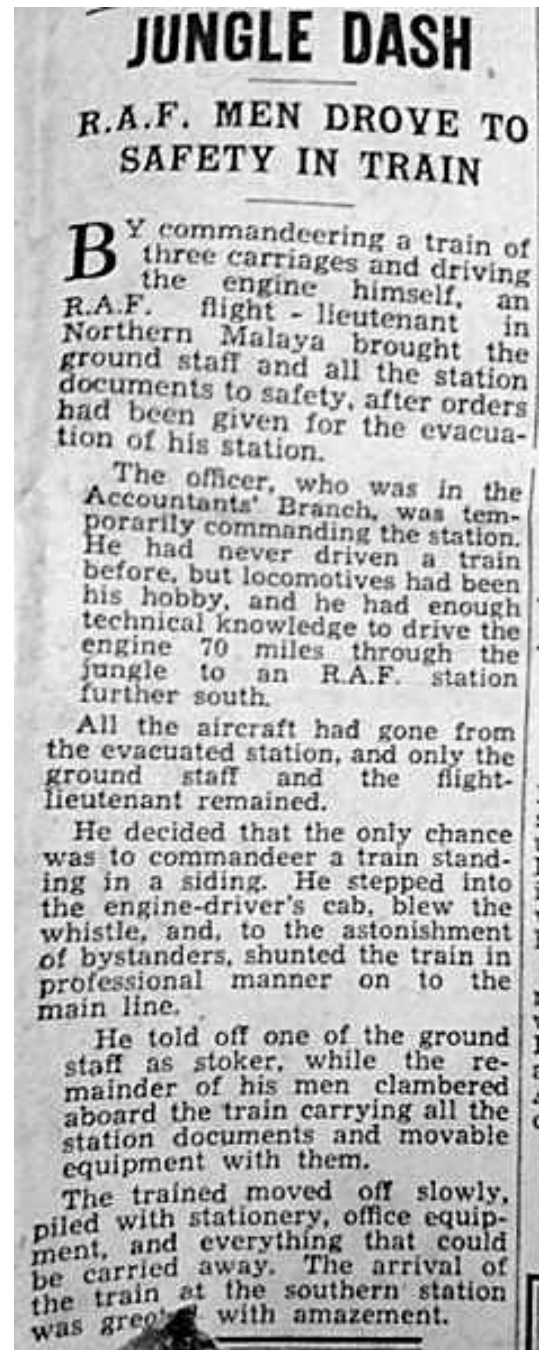 JUNGLE DASH
R.A.F. MEN DROVE TO
SAFETY IN TRAIN
BY commandeering a train of
three carriages and driving
the engine himself, an
R.A.F. flight-lieutenant in
Northern Malaya brought the
ground staff and all the station
documents to safety, after orders
had been given for the evacua-
tion of his station.
The officer, who was in the
Accountants' Branch, was tem-
porarily commanding the station.
He had never driven a train
before, but locomotives had been
his hobby, and he had enough
technical knowledge to drive the
engine 70 miles through the
jungle to an R.A.F. station
further south.
All the aircraft had gone from
the evacuated station, and only the
ground staff and the flight-
lieutenant remained.
He decided that the only chance
was to commandeer a train stand-
ing in a siding. He stepped into
the engine-driver's cab, blew the
whistle, and, to the astonishment
of bystanders, shunted the train in
professional manner on to the
main line.
He told off one of the ground
staff as stoker, while the re-
mainder of his men clambered
aboard the train carrying all the
station documents and movable
equipment with them.
The trained moved off slowly,
piled with stationery, office equip-
ment, and everything that could
be carried away. The arrival of
the train at the southern station
was with amazement.